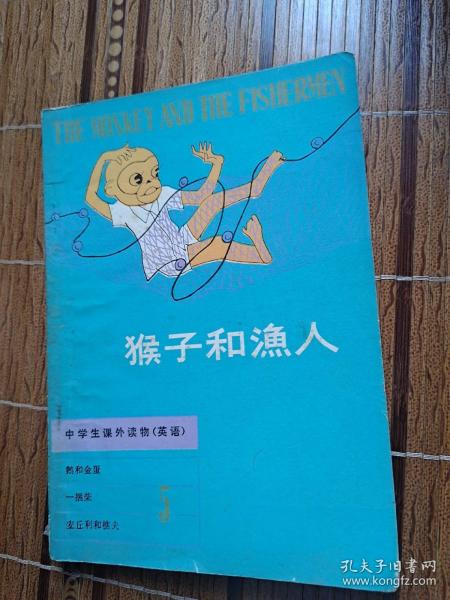 THE MONKEY AND THE FISHERMEN
猴子和漁人
中学生课外读物(英语)
鹅和金蛋
一捆柴
麦丘利和樵夫
5
孔夫子旧书网
www.kongfz.com